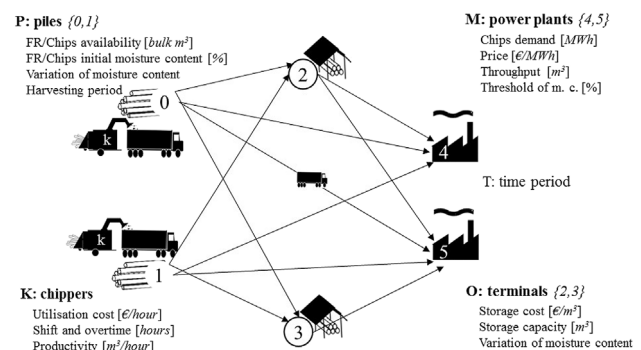 P: piles {0,1}
FR/Chips availability [bulk m³]
FR/Chips initial moisture content [%]
Variation of moisture content
Harvesting period
0
k
k
1
K: chippers
Utilisation cost [€/hour]
Shift and overtime [hours]
Productivity [m³/hour]
2
3
M: power plants {4,5}
Chips demand [MWh]
Price [€/MWh]
Throughput [m³]
Threshold of m. c. [%]
4
T: time period
5
O: terminals {2,3}
Storage cost [€/m³]
Storage capacity [m³]
Variation of moisture content